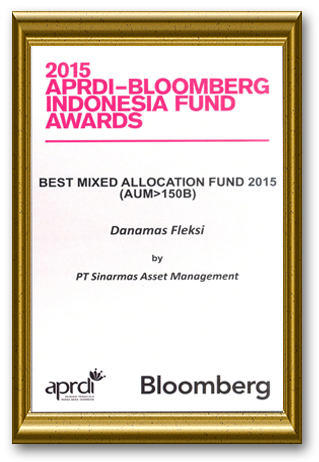 2015
APRDI–BLOOMBERG
INDONESIA FUND
AWARDS
BEST MIXED ALLOCATION FUND 2015
(AUM>150B)
Danamas Fleksi
by
PT Sinarmas Asset Management
aprdi
Bloomberg